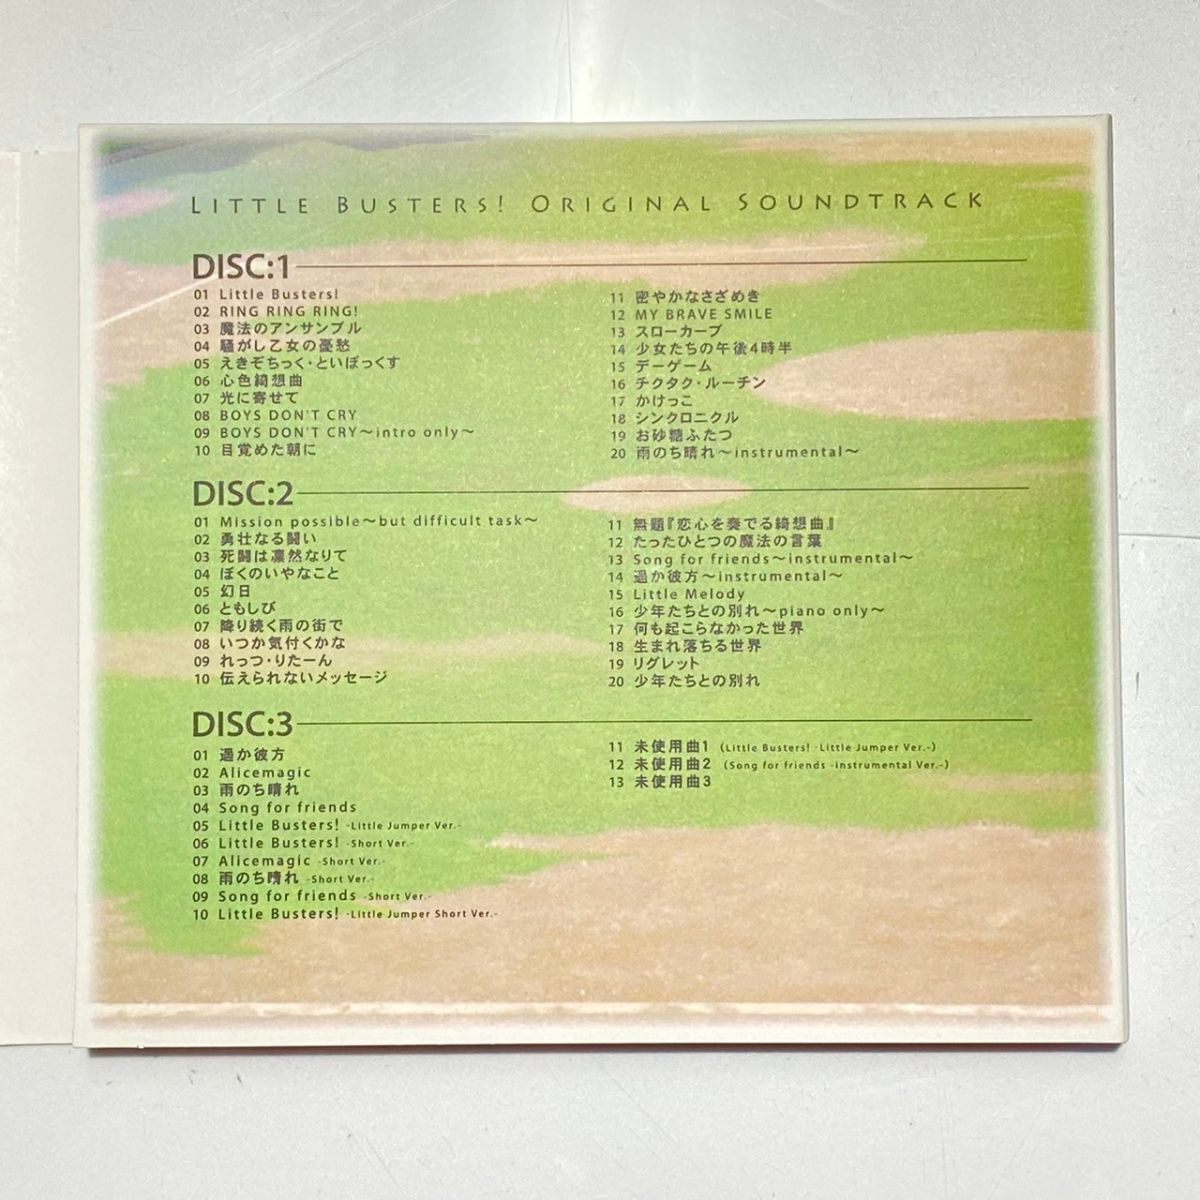 LITTLE BUSTERS! ORIGINAL SOUNDTRACK
DISC:1
01 Little Busters!
02 RING RING RING!
03 魔法のアンサンブル
04 騒がし乙女の憂愁
05 えきぞちっく・といぼっくす
06 心色綺想曲
07 光に寄せて
08 BOYS DON'T CRY
09 BOYS DON'T CRY～intro only～
10 目覚めた朝に
11 密やかなさざめき
12 MY BRAVE SMILE
13 スローカーブ
14 少女たちの午後4時半
15 デーゲーム
16 チクタク・ルーチン
17 かけっこ
18 シンクロニクル
19 お砂糖ふたつ
20 雨のち晴れ～instrumental～
DISC:2
01 Mission possible～but difficult task～
02 勇壮なる闘い
03 死闘は凛然なりて
04 ぼくのいやなこと
05 幻日
06 ともしび
07 降り続く雨の街で
08 いつか気付くかな
09 れっつ・りたーん
10 伝えられないメッセージ
11 無題『恋心を奏でる綺想曲』
12 たったひとつの魔法の言葉
13 Song for friends～instrumental～
14 遥か彼方～instrumental～
15 Little Melody
16 少年たちとの別れ～piano only～
17 何も起こらなかった世界
18 生まれ落ちる世界
19 リグレット
20 少年たちとの別れ
DISC:3
01 遥か彼方
02 Alicemagic
03 雨のち晴れ
04 Song for friends
05 Little Busters! -Little Jumper Ver.-
06 Little Busters! -Short Ver.-
07 Alicemagic -Short Ver.-
08 雨のち晴れ -Short Ver.-
09 Song for friends -Short Ver.-
10 Little Busters! -Little Jumper Short Ver.-
11 未使用曲1 （Little Busters! -Little Jumper Ver.-）
12 未使用曲2 （Song for friends -instrumental Ver.-）
13 未使用曲3